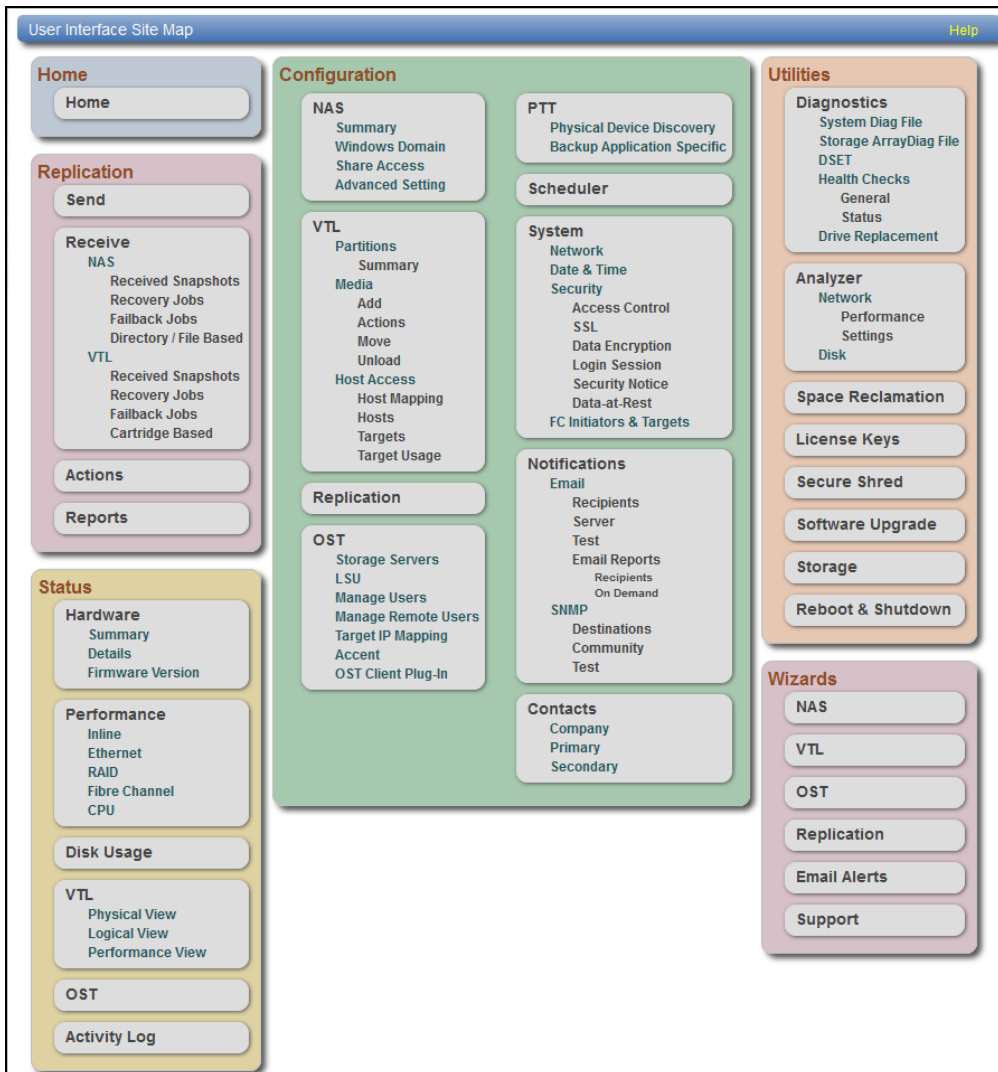 User Interface Site Map
Help
Home
Home
Replication
Send
Receive
NAS
Received Snapshots
Recovery Jobs
Failback Jobs
Directory / File Based
VTL
Received Snapshots
Recovery Jobs
Failback Jobs
Cartridge Based
Actions
Reports
Status
Hardware
Summary
Details
Firmware Version
Performance
Inline
Ethernet
RAID
Fibre Channel
CPU
Disk Usage
VTL
Physical View
Logical View
Performance View
OST
Activity Log
Configuration
NAS
Summary
Windows Domain
Share Access
Advanced Setting
VTL
Partitions
Summary
Media
Add
Actions
Move
Unload
Host Access
Host Mapping
Hosts
Targets
Target Usage
Replication
OST
Storage Servers
LSU
Manage Users
Manage Remote Users
Target IP Mapping
Accent
OST Client Plug-In
PTT
Physical Device Discovery
Backup Application Specific
Scheduler
System
Network
Date & Time
Security
Access Control
SSL
Data Encryption
Login Session
Security Notice
Data-at-Rest
FC Initiators & Targets
Notifications
Email
Recipients
Server
Test
Email Reports
Recipients
On Demand
SNMP
Destinations
Community
Test
Contacts
Company
Primary
Secondary
Utilities
Diagnostics
System Diag File
Storage ArrayDiag File
DSET
Health Checks
General
Status
Drive Replacement
Analyzer
Network
Performance
Settings
Disk
Space Reclamation
License Keys
Secure Shred
Software Upgrade
Storage
Reboot & Shutdown
Wizards
NAS
VTL
OST
Replication
Email Alerts
Support